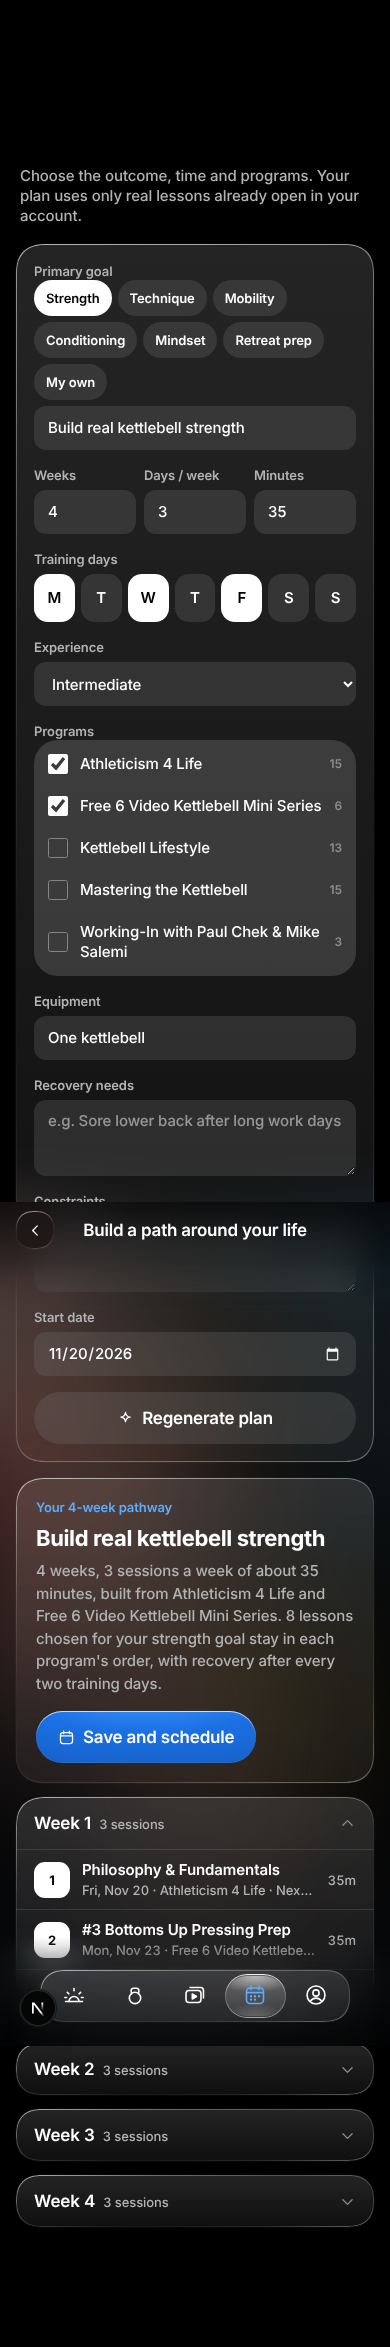 Choose the outcome, time and programs. Your
plan uses only real lessons already open in your
account.
Primary goal
Strength
Technique
Mobility
Conditioning
Mindset
Retreat prep
My own
Build real kettlebell strength
Weeks
Days / week
Minutes
4
3
35
Training days
M
T
W
T
F
S
S
Experience
Intermediate
Programs
Athleticism 4 Life 15
Free 6 Video Kettlebell Mini Series 6
Kettlebell Lifestyle 13
Mastering the Kettlebell 15
Working-In with Paul Chek & Mike
Salemi 3
Equipment
One kettlebell
Recovery needs
e.g. Sore lower back after long work days
Constraints
Build a path around your life
Start date
11/20/2026
Regenerate plan
Your 4-week pathway
Build real kettlebell strength
4 weeks, 3 sessions a week of about 35
minutes, built from Athleticism 4 Life and
Free 6 Video Kettlebell Mini Series. 8 lessons
chosen for your strength goal stay in each
program's order, with recovery after every
two training days.
Save and schedule
Week 1 3 sessions
1
Philosophy & Fundamentals
Fri, Nov 20 · Athleticism 4 Life · Nex...
35m
2
#3 Bottoms Up Pressing Prep
Mon, Nov 23 · Free 6 Video Kettlebe...
35m
N
Week 2 3 sessions
Week 3 3 sessions
Week 4 3 sessions